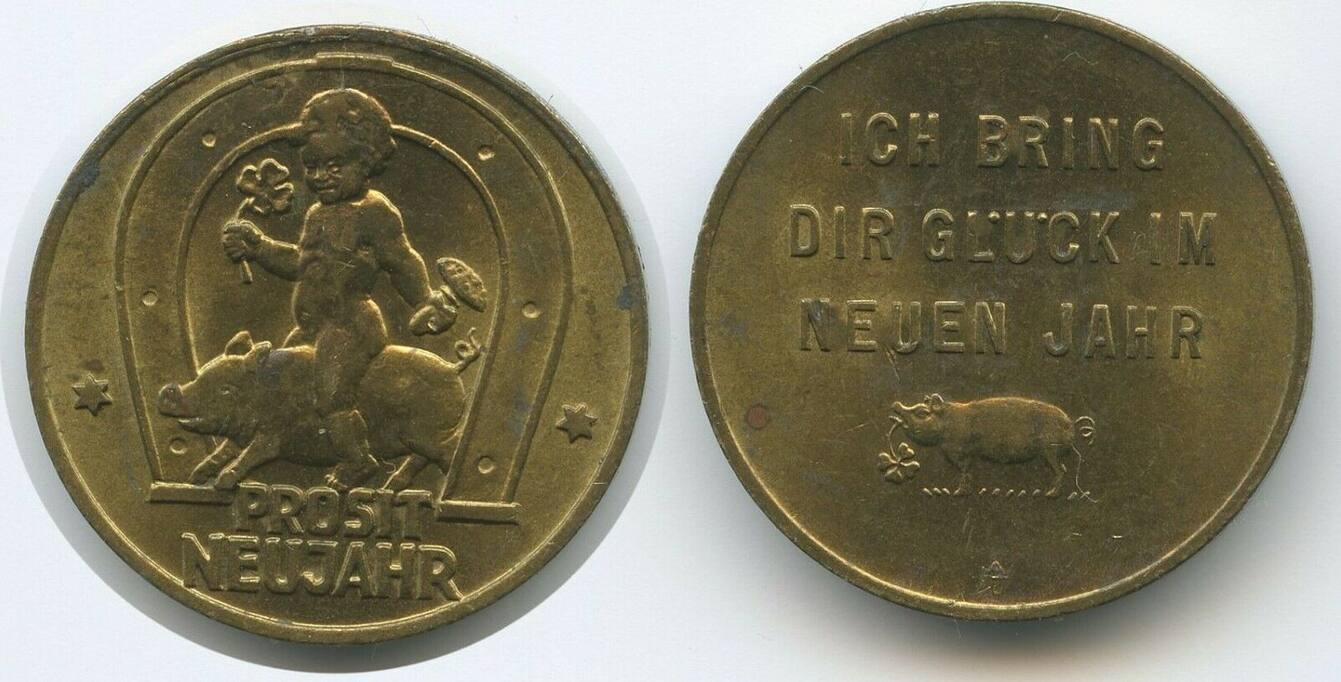 PROSIT
NEUJAHR
ICH BRING
DIR GLÜCK IM
NEUEN JAHR